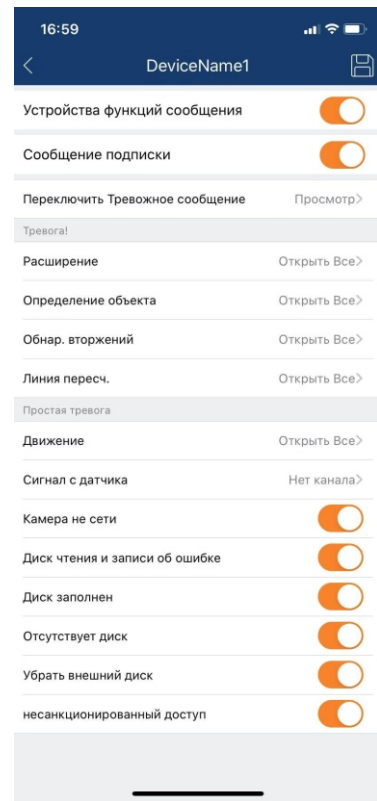 16:59
DeviceName1
Устройства функций сообщения
Сообщение подписки
Переключить Тревожное сообщение Просмотр>
Тревога!
Расширение Открыть Все>
Определение объекта Открыть Все>
Обнар. вторжений Открыть Все>
Линия пересч. Открыть Все>
Простая тревога
Движение Открыть Все>
Сигнал с датчика Нет канала>
Камера не сети
Диск чтения и записи об ошибке
Диск заполнен
Отсутствует диск
Убрать внешний диск
несанкционированный доступ